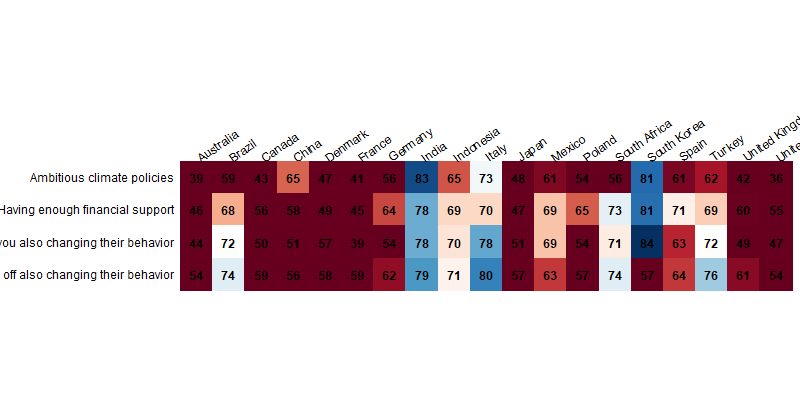 Australia Brazil Canada China Denmark France Germany India Indonesia Italy Japan Mexico Poland South Africa South Korea Spain Turkey United Kingd United
Ambitious climate policies 39 59 43 65 47 41 56 83 65 73 48 61 54 56 81 61 62 42 36
Having enough financial support 46 68 56 58 49 45 64 78 69 70 47 69 65 73 81 71 69 60 55
you also changing their behavior 44 72 50 51 57 39 54 78 70 78 51 69 54 71 84 63 72 49 47
off also changing their behavior 54 74 59 56 58 59 62 79 71 80 57 63 57 74 57 64 76 61 54